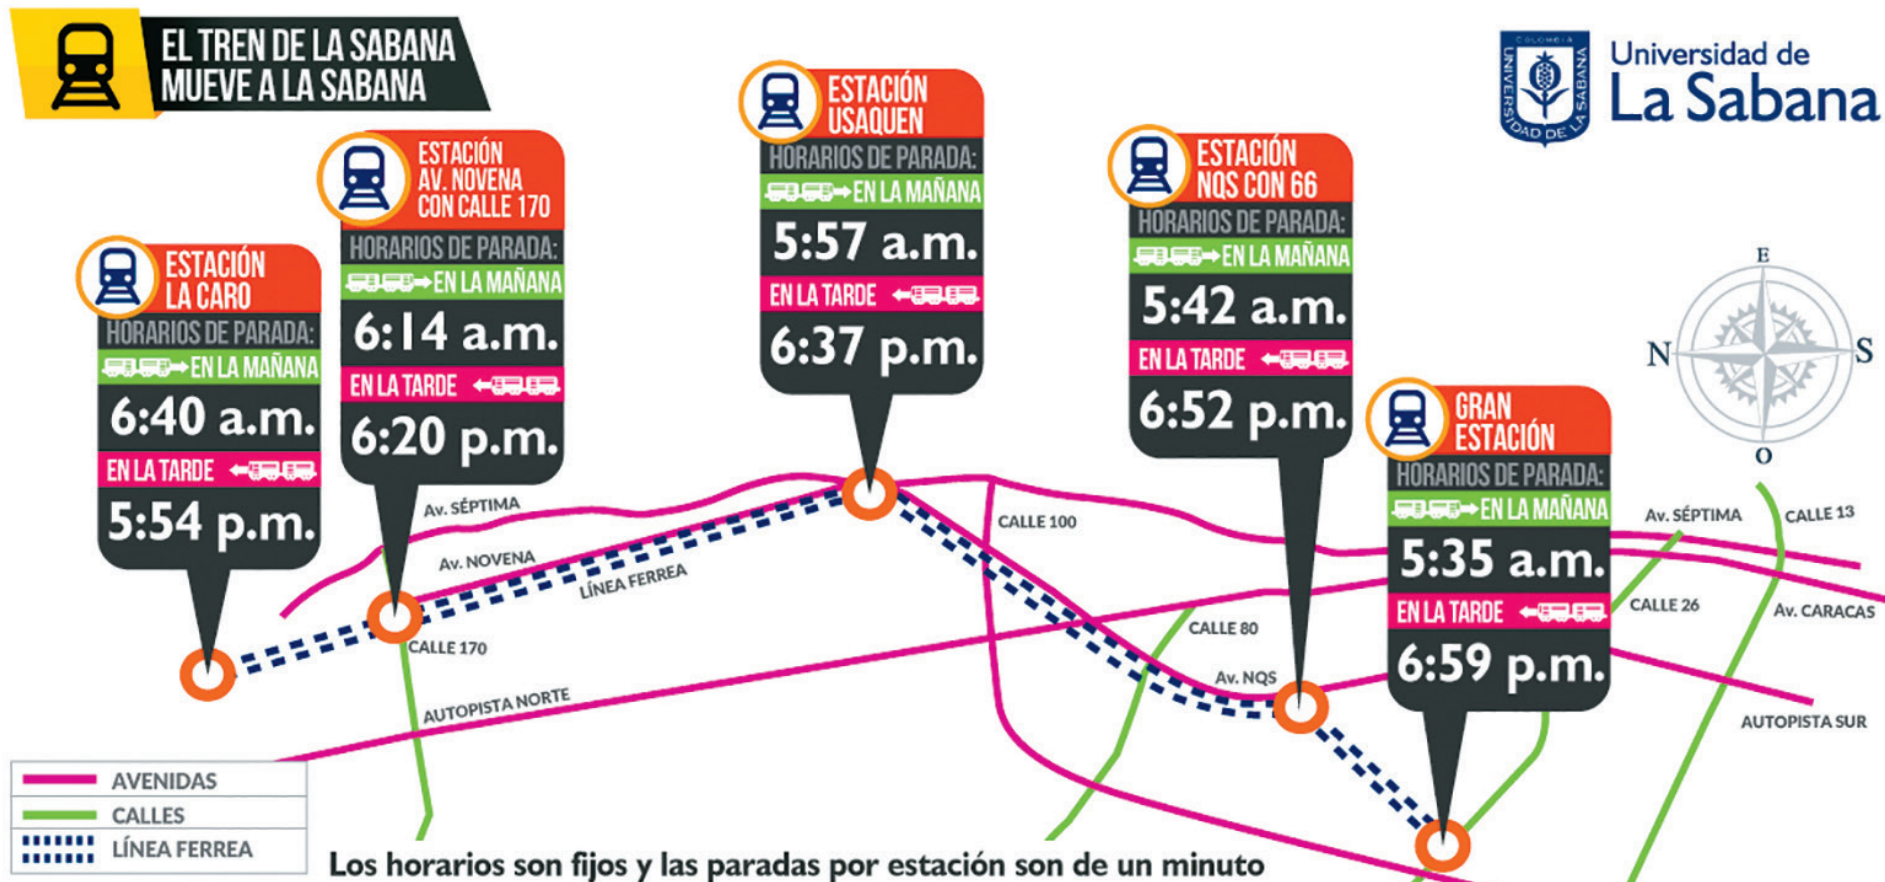 EL TREN DE LA SABANA
MUEVE A LA SABANA
COLOMBIA
UNIVERSIDAD DE LA SABANA
Universidad de
La Sabana
ESTACIÓN
LA CARO
HORARIOS DE PARADA:
EN LA MAÑANA
6:40 a.m.
EN LA TARDE
5:54 p.m.
ESTACIÓN
AV. NOVENA
CON CALLE 170
HORARIOS DE PARADA:
EN LA MAÑANA
6:14 a.m.
EN LA TARDE
6:20 p.m.
ESTACIÓN
USAQUEN
HORARIOS DE PARADA:
EN LA MAÑANA
5:57 a.m.
EN LA TARDE
6:37 p.m.
ESTACIÓN
NQS CON 66
HORARIOS DE PARADA:
EN LA MAÑANA
5:42 a.m.
EN LA TARDE
6:52 p.m.
GRAN
ESTACIÓN
HORARIOS DE PARADA:
EN LA MAÑANA
5:35 a.m.
EN LA TARDE
6:59 p.m.
E
N
S
O
Av. SÉPTIMA
Av. NOVENA
LÍNEA FERREA
CALLE 170
AUTOPISTA NORTE
CALLE 100
CALLE 80
Av. NQS
Av. SÉPTIMA
CALLE 13
CALLE 26
Av. CARACAS
AUTOPISTA SUR
AVENIDAS
CALLES
LÍNEA FERREA
Los horarios son fijos y las paradas por estación son de un minuto